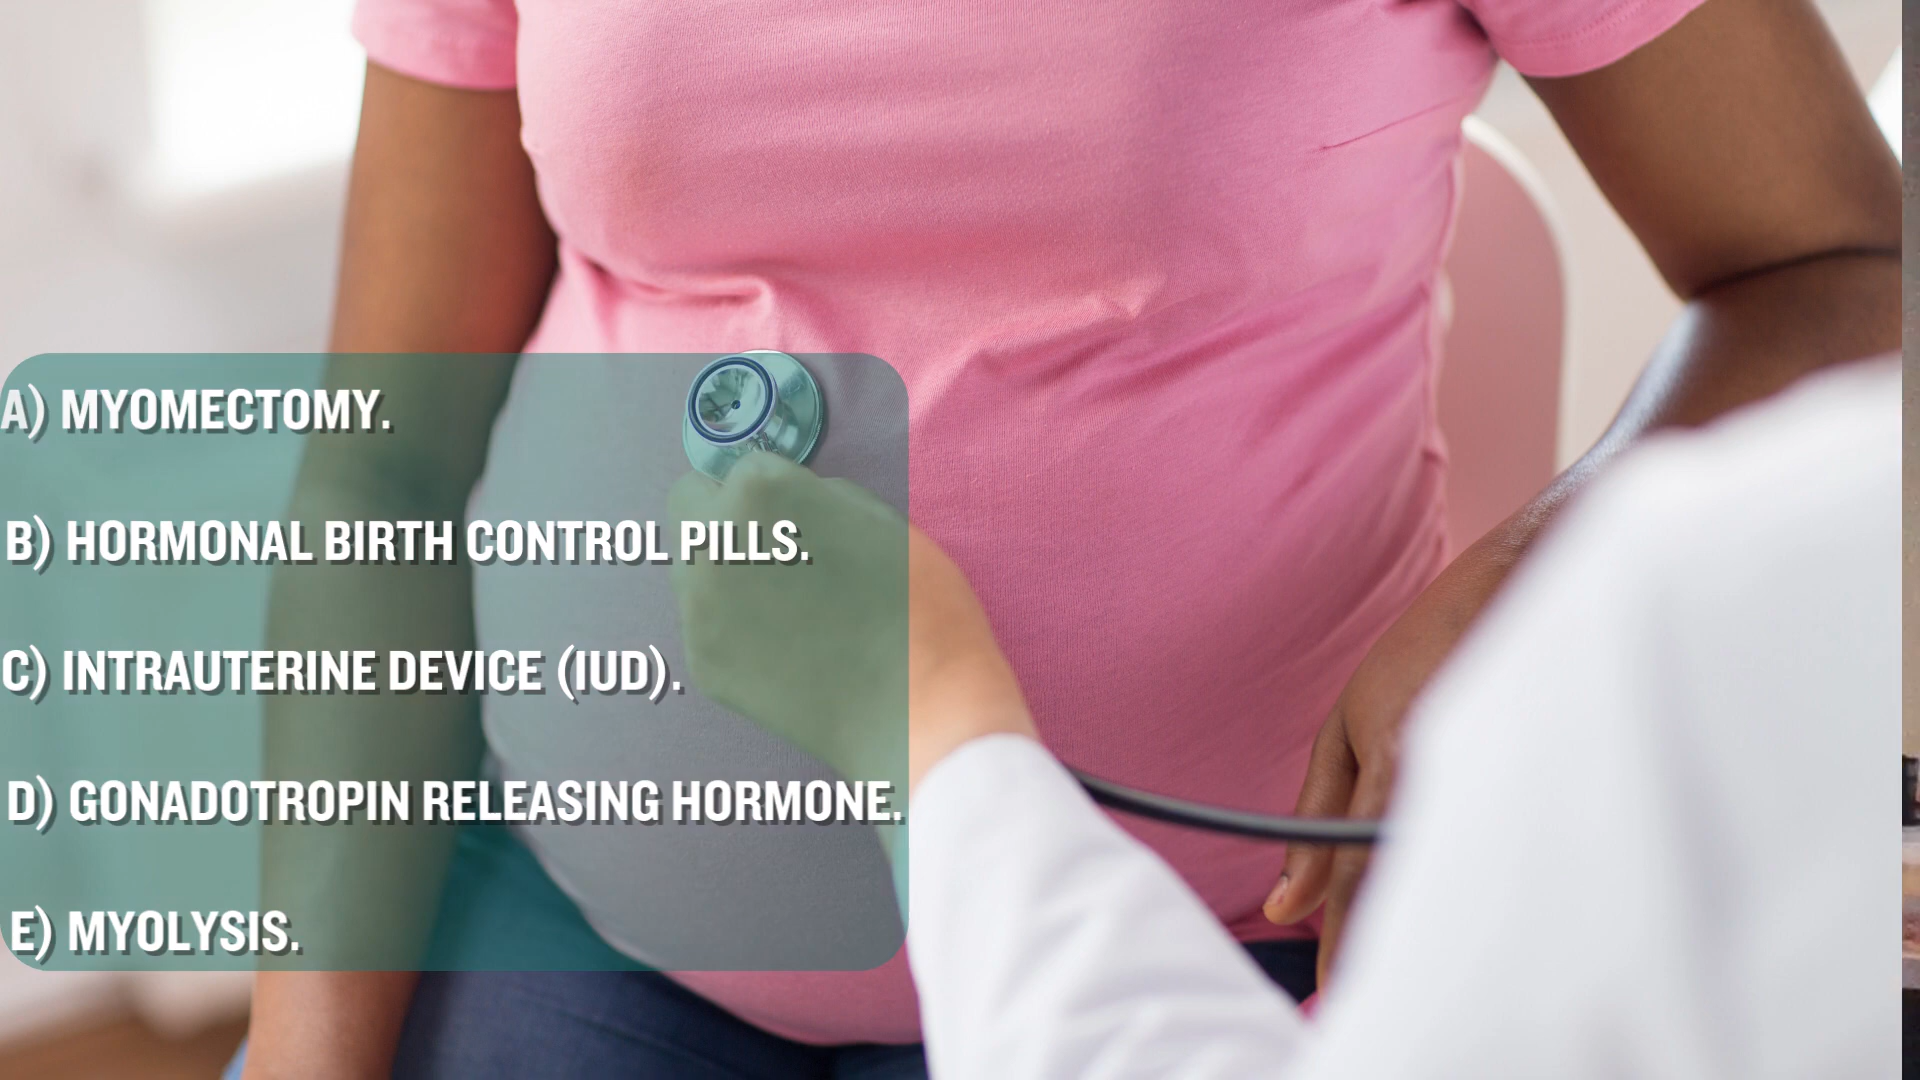 A) MYOMECTOMY.
B) HORMONAL BIRTH CONTROL PILLS.
C) INTRAUTERINE DEVICE (IUD).
D) GONADOTROPIN RELEASING HORMONE.
E) MYOLYSIS.